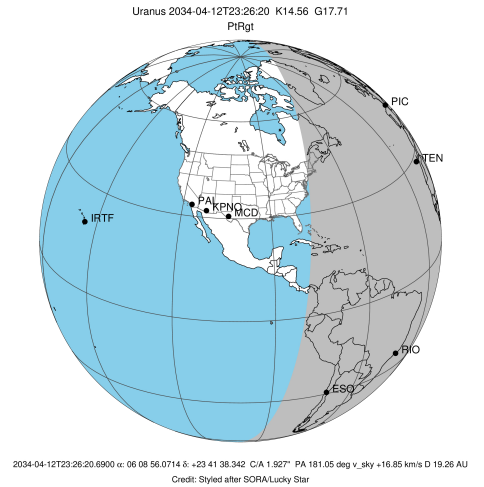 Uranus 2034-04-12T23:26:20 K14.56 G17.71
PtRgt
PIC
TEN
PAL
KPNO
MCD
IRTF
RIO
ESO
2034-04-12T23:26:20.6900 α: 06 08 56.0714 δ: +23 41 38.342 C/A 1.927" PA 181.05 deg v_sky +16.85 km/s D 19.26 AU
Credit: Styled after SORA/Lucky Star